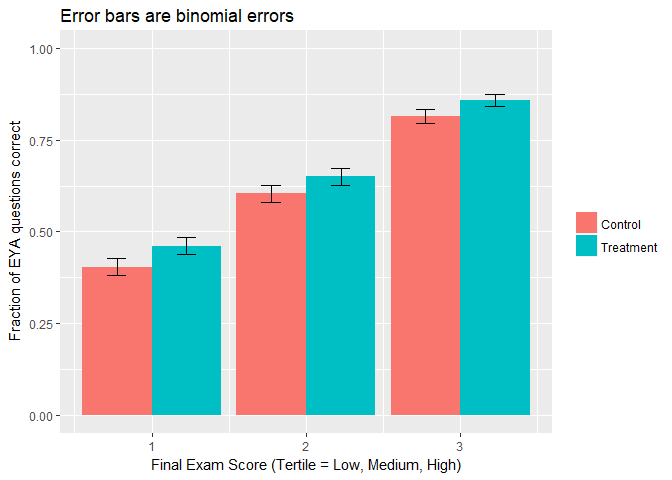 Error bars are binomial errors
1.00
0.75
0.50
0.25
0.00
Fraction of EYA questions correct
1 2 3
Final Exam Score (Tertile = Low, Medium, High)
Control
Treatment